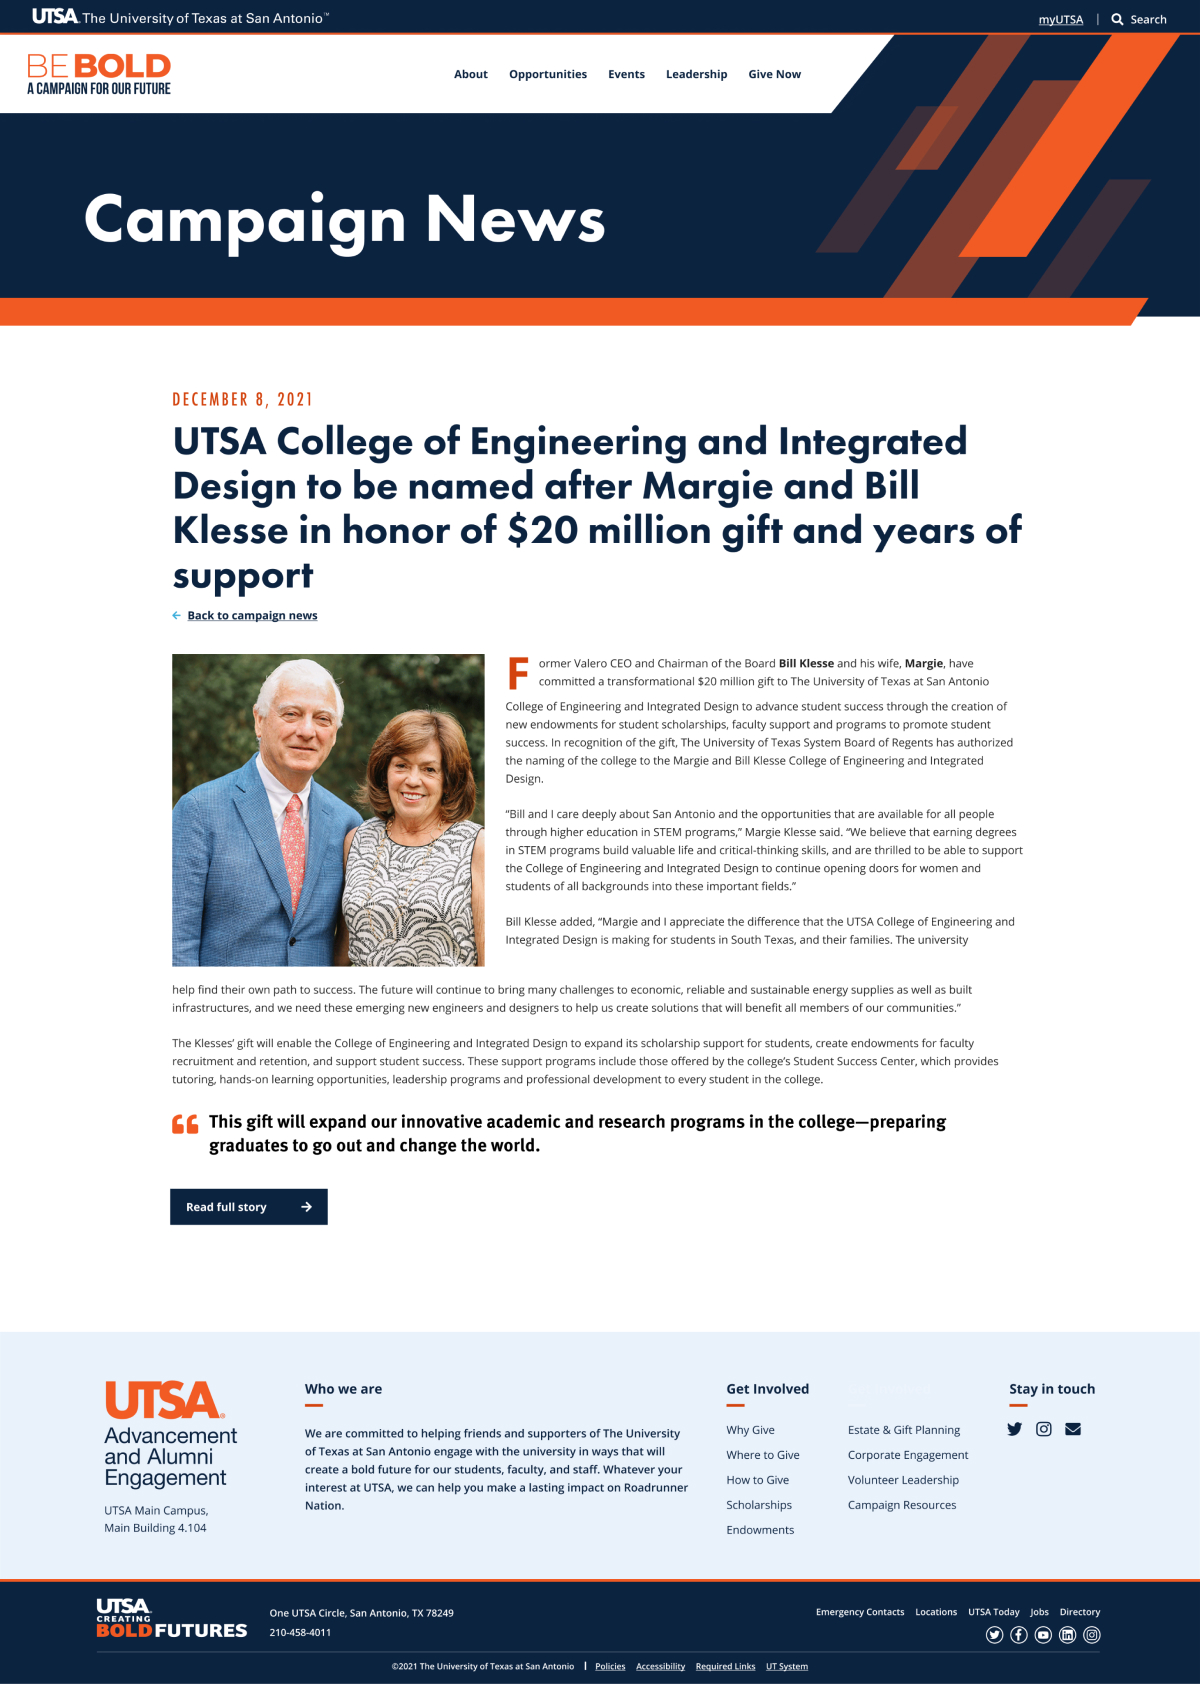 UTSA. The University of Texas at San Antonio™
myUTSA | Search
BE BOLD
A CAMPAIGN FOR OUR FUTURE
About Opportunities Events Leadership Give Now
Campaign News
DECEMBER 8, 2021
UTSA College of Engineering and Integrated
Design to be named after Margie and Bill
Klesse in honor of $20 million gift and years of
support
Back to campaign news
Former Valero CEO and Chairman of the Board Bill Klesse and his wife, Margie, have
committed a transformational $20 million gift to The University of Texas at San Antonio
College of Engineering and Integrated Design to advance student success through the creation of
new endowments for student scholarships, faculty support and programs to promote student
success. In recognition of the gift, The University of Texas System Board of Regents has authorized
the naming of the college to the Margie and Bill Klesse College of Engineering and Integrated
Design.
“Bill and I care deeply about San Antonio and the opportunities that are available for all people
through higher education in STEM programs,” Margie Klesse said. “We believe that earning degrees
in STEM programs build valuable life and critical-thinking skills, and are thrilled to be able to support
the College of Engineering and Integrated Design to continue opening doors for women and
students of all backgrounds into these important fields.”
Bill Klesse added, “Margie and I appreciate the difference that the UTSA College of Engineering and
Integrated Design is making for students in South Texas, and their families. The university
help find their own path to success. The future will continue to bring many challenges to economic, reliable and sustainable energy supplies as well as built
infrastructures, and we need these emerging new engineers and designers to help us create solutions that will benefit all members of our communities.”
The Klesses’ gift will enable the College of Engineering and Integrated Design to expand its scholarship support for students, create endowments for faculty
recruitment and retention, and support student success. These support programs include those offered by the college’s Student Success Center, which provides
tutoring, hands-on learning opportunities, leadership programs and professional development to every student in the college.
This gift will expand our innovative academic and research programs in the college—preparing
graduates to go out and change the world.
Read full story
UTSA®
Advancement
and Alumni
Engagement
UTSA Main Campus,
Main Building 4.104
Who we are
We are committed to helping friends and supporters of The University
of Texas at San Antonio engage with the university in ways that will
create a bold future for our students, faculty, and staff. Whatever your
interest at UTSA, we can help you make a lasting impact on Roadrunner
Nation.
Get Involved
Why Give
Where to Give
How to Give
Scholarships
Endowments
Estate & Gift Planning
Corporate Engagement
Volunteer Leadership
Campaign Resources
Stay in touch
UTSA.
CREATING
BOLD FUTURES
One UTSA Circle, San Antonio, TX 78249
210-458-4011
Emergency Contacts Locations UTSA Today Jobs Directory
©2021 The University of Texas at San Antonio | Policies Accessibility Required Links UT System